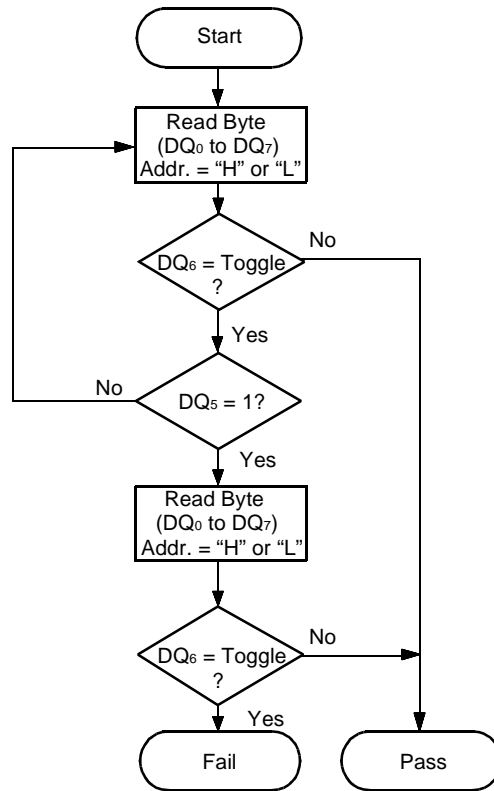 Start
Read Byte
(DQ0 to DQ7)
Addr. = “H” or “L”
No
DQ6 = Toggle
?
Yes
No
DQ5 = 1?
Yes
Read Byte
(DQ0 to DQ7)
Addr. = “H” or “L”
No
DQ6 = Toggle
?
Yes
Fail
Pass